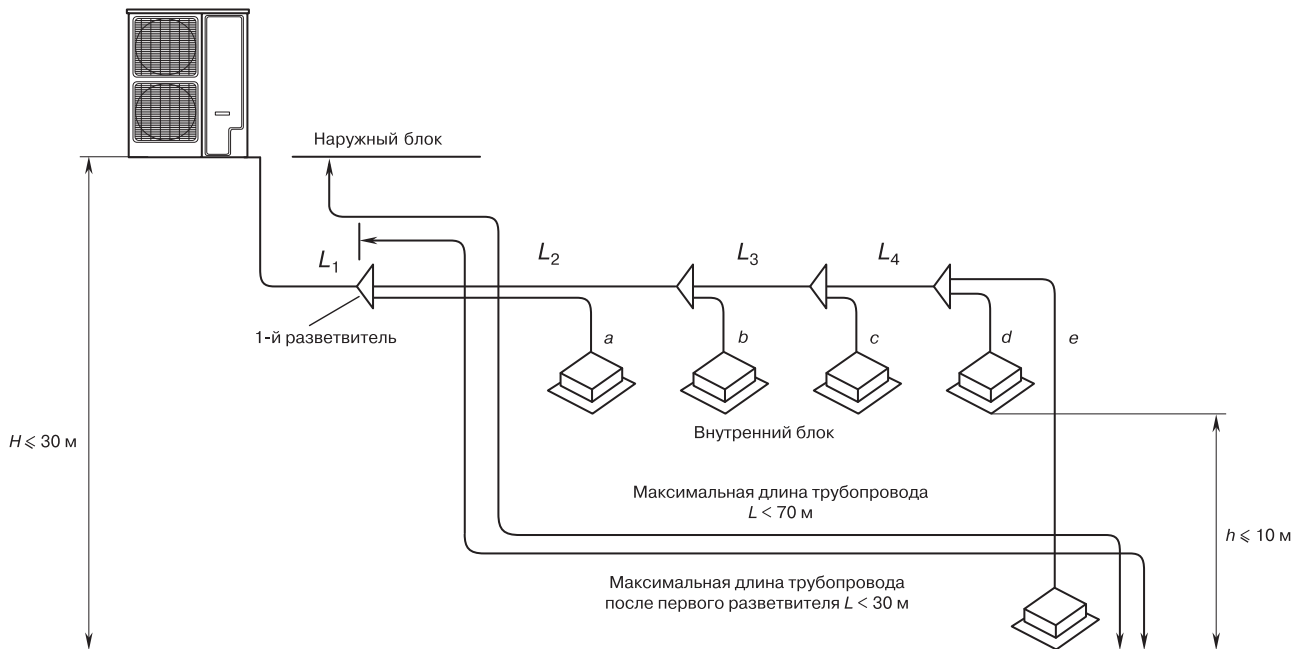 Наружный блок
L1
L2
L3
L4
1-й разветвитель
a
b
c
d
e
Внутренний блок
H ⩽ 30 м
Максимальная длина трубопровода
L < 70 м
h ⩽ 10 м
Максимальная длина трубопровода
после первого разветвителя L < 30 м